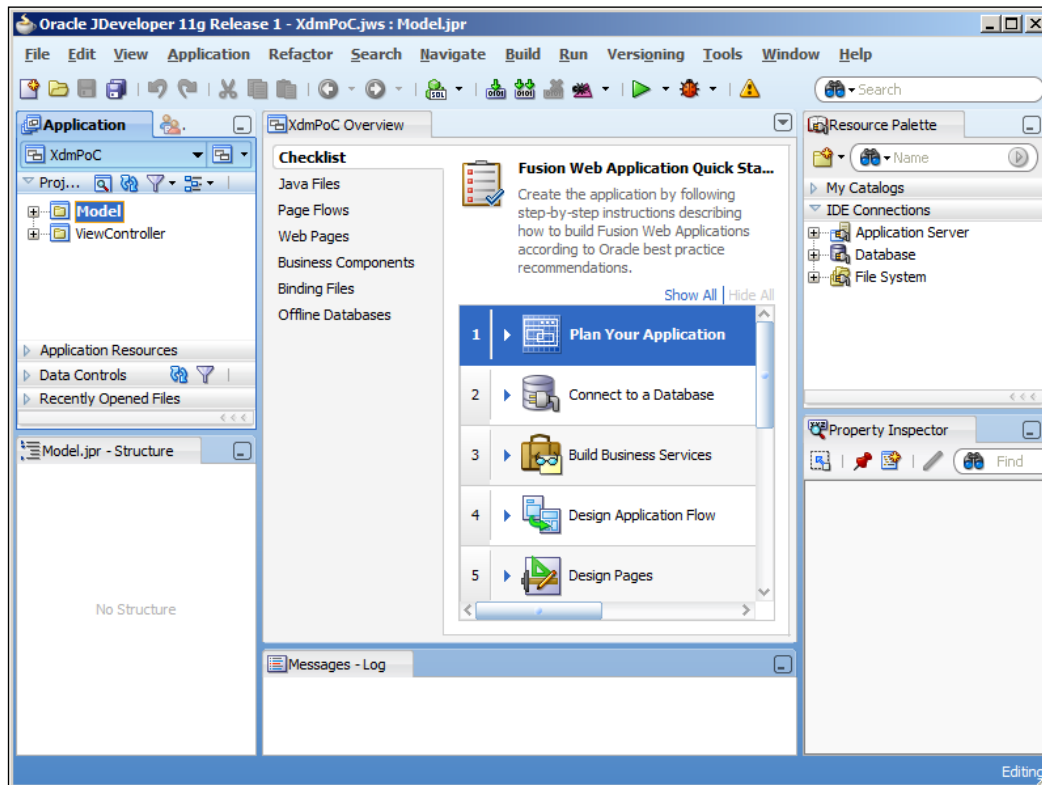 Oracle JDeveloper 11g Release 1 - XdmPoC.jws : Model.jpr
File Edit View Application Refactor Search Navigate Build Run Versioning Tools Window Help
Search
Application
XdmPoC
Proj...
Model
ViewController
Application Resources
Data Controls
Recently Opened Files
Model.jpr - Structure
No Structure
XdmPoC Overview
Checklist
Java Files
Page Flows
Web Pages
Business Components
Binding Files
Offline Databases
Fusion Web Application Quick Sta...
Create the application by following
step-by-step instructions describing
how to build Fusion Web Applications
according to Oracle best practice
recommendations.
Show All | Hide All
1 Plan Your Application
2 Connect to a Database
3 Build Business Services
4 Design Application Flow
5 Design Pages
Messages - Log
Resource Palette
Name
My Catalogs
IDE Connections
Application Server
Database
File System
Property Inspector
Find
Editing